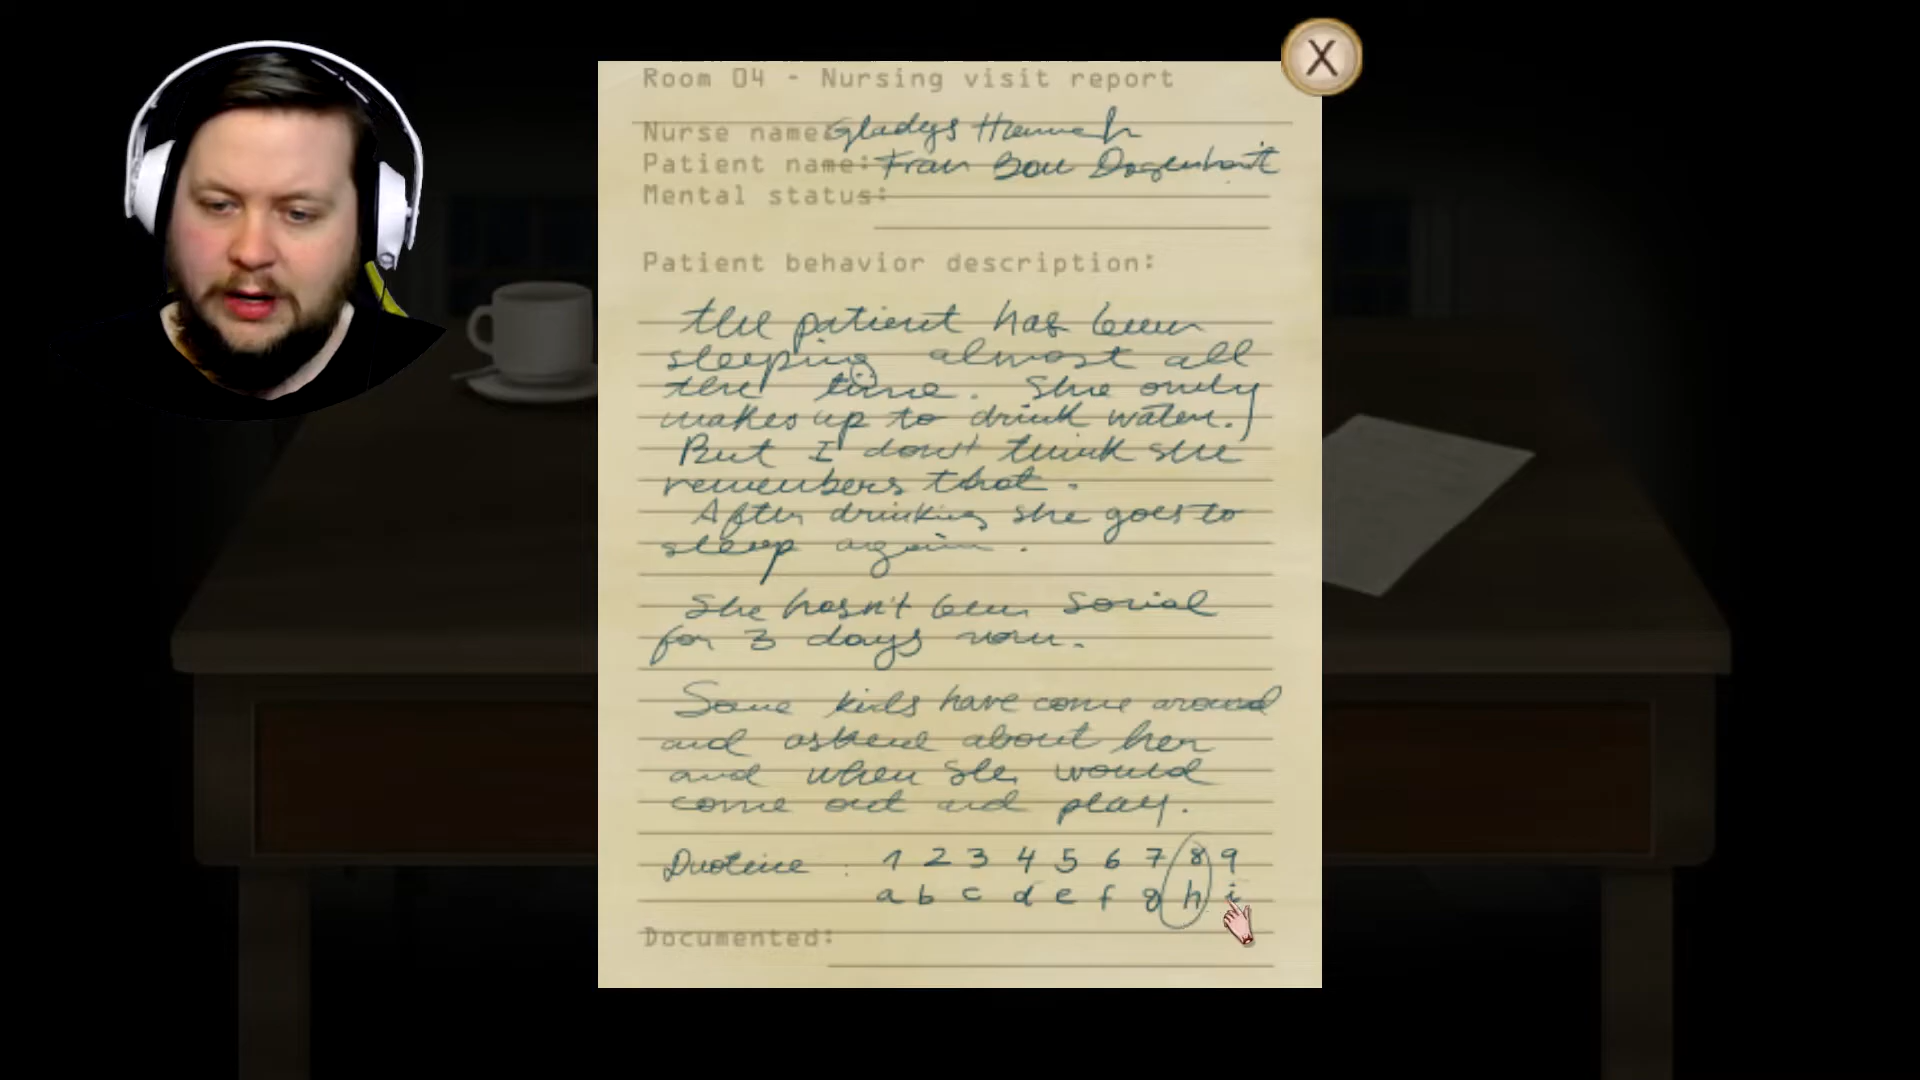 X
Room 04 - Nursing visit report
Nurse name: Gladys Hannah
Patient name: Fran Bow Dagenhart
Mental status:
Patient behavior description:
the patient has been
sleeping almost all
the time. She only
wakes up to drink water.
But I don't think she
remembers that.
After drinking she goes to
sleep again.
She hasn't been social
for 3 days now.
Some kids have come around
and asked about her
and when she would
come out and play.
Duotine : 1 2 3 4 5 6 7 8 9
a b c d e f g h i
Documented: